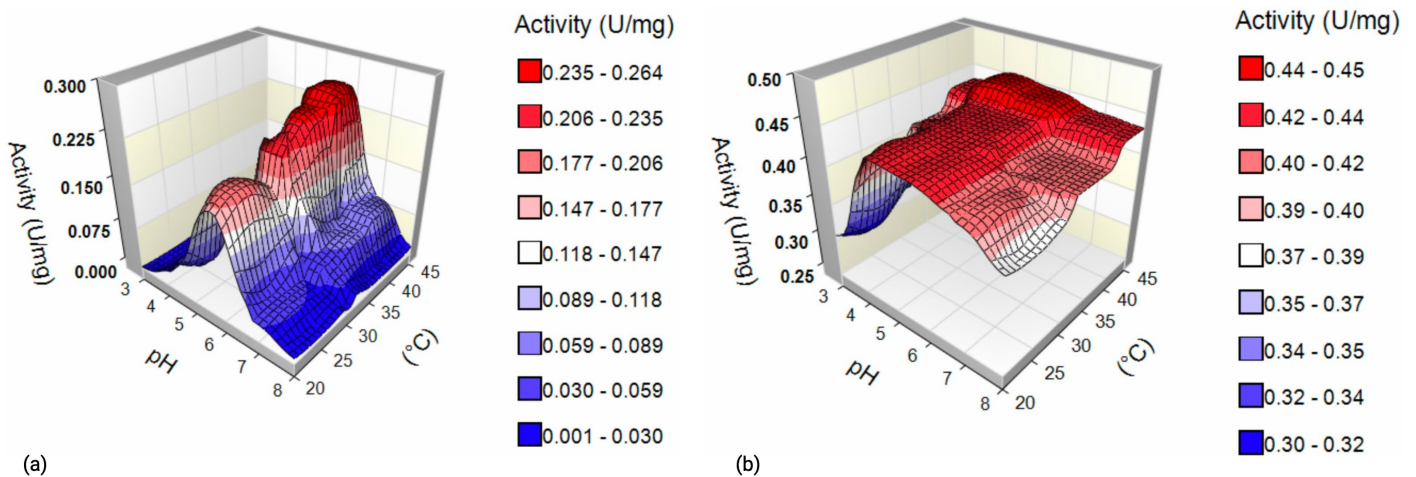 Activity (U/mg)
0.300
0.225
0.150
0.075
0.000
Activity (U/mg)
3
4
5
6
7
8
pH
20
25
30
35
40
45
(°C)
0.235 - 0.264
0.206 - 0.235
0.177 - 0.206
0.147 - 0.177
0.118 - 0.147
0.089 - 0.118
0.059 - 0.089
0.030 - 0.059
0.001 - 0.030
(a)
Activity (U/mg)
0.50
0.45
0.40
0.35
0.30
0.25
Activity (U/mg)
3
4
5
6
7
8
pH
20
25
30
35
40
45
(°C)
0.44 - 0.45
0.42 - 0.44
0.40 - 0.42
0.39 - 0.40
0.37 - 0.39
0.35 - 0.37
0.34 - 0.35
0.32 - 0.34
0.30 - 0.32
(b)